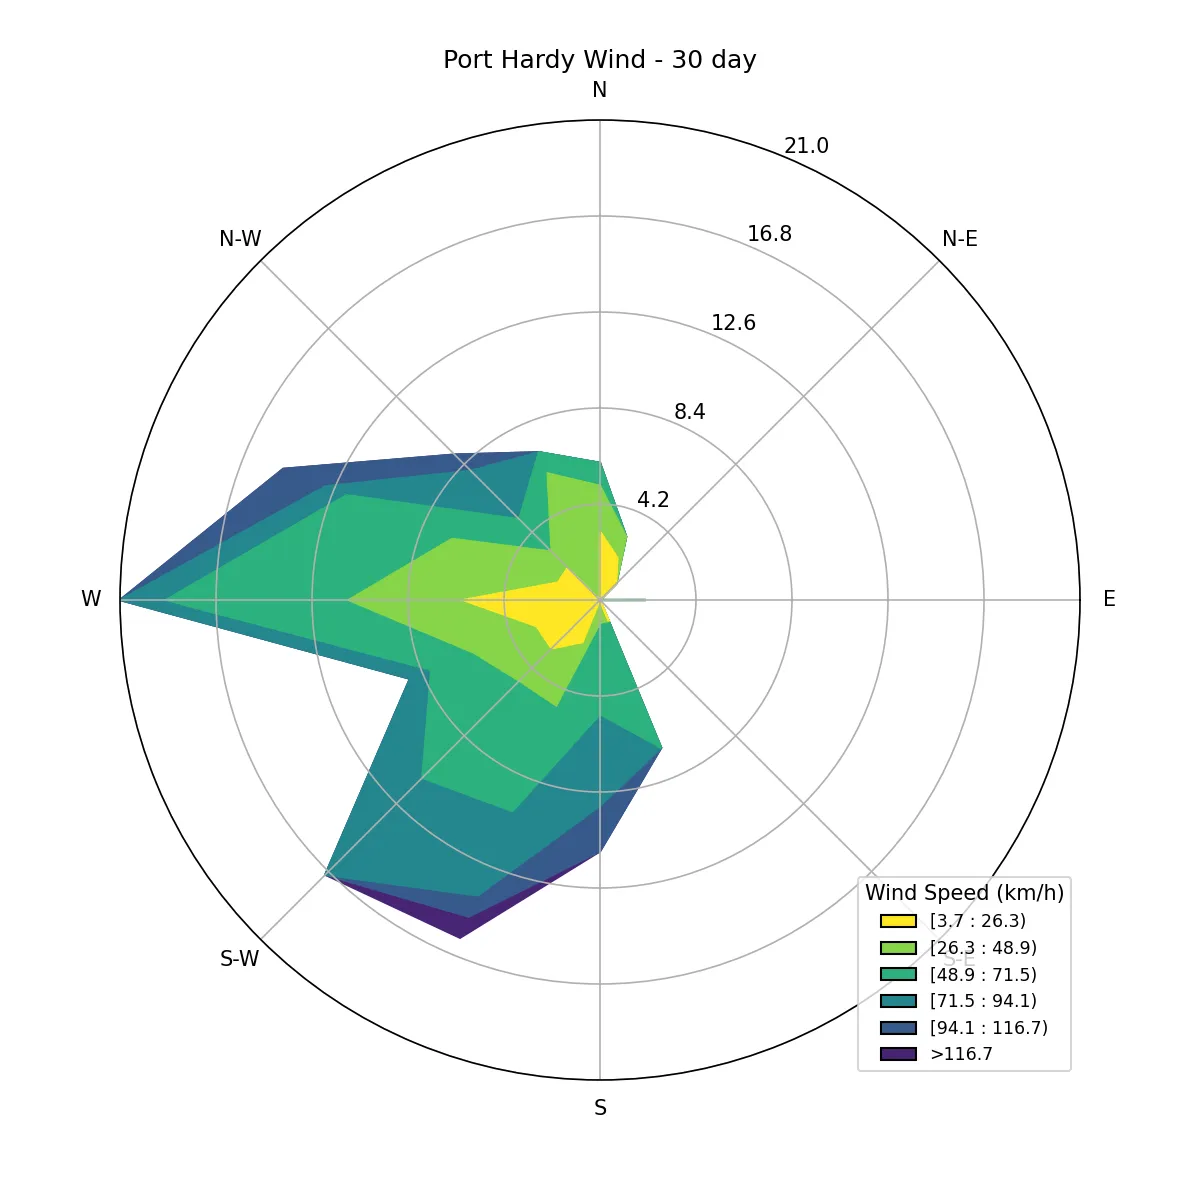 Port Hardy Wind - 30 day
N
21.0
16.8
N-W
N-E
12.6
8.4
4.2
W
E
Wind Speed (km/h)
[3.7 : 26.3)
[26.3 : 48.9)
S-W
S-E
[48.9 : 71.5)
[71.5 : 94.1)
[94.1 : 116.7)
>116.7
S